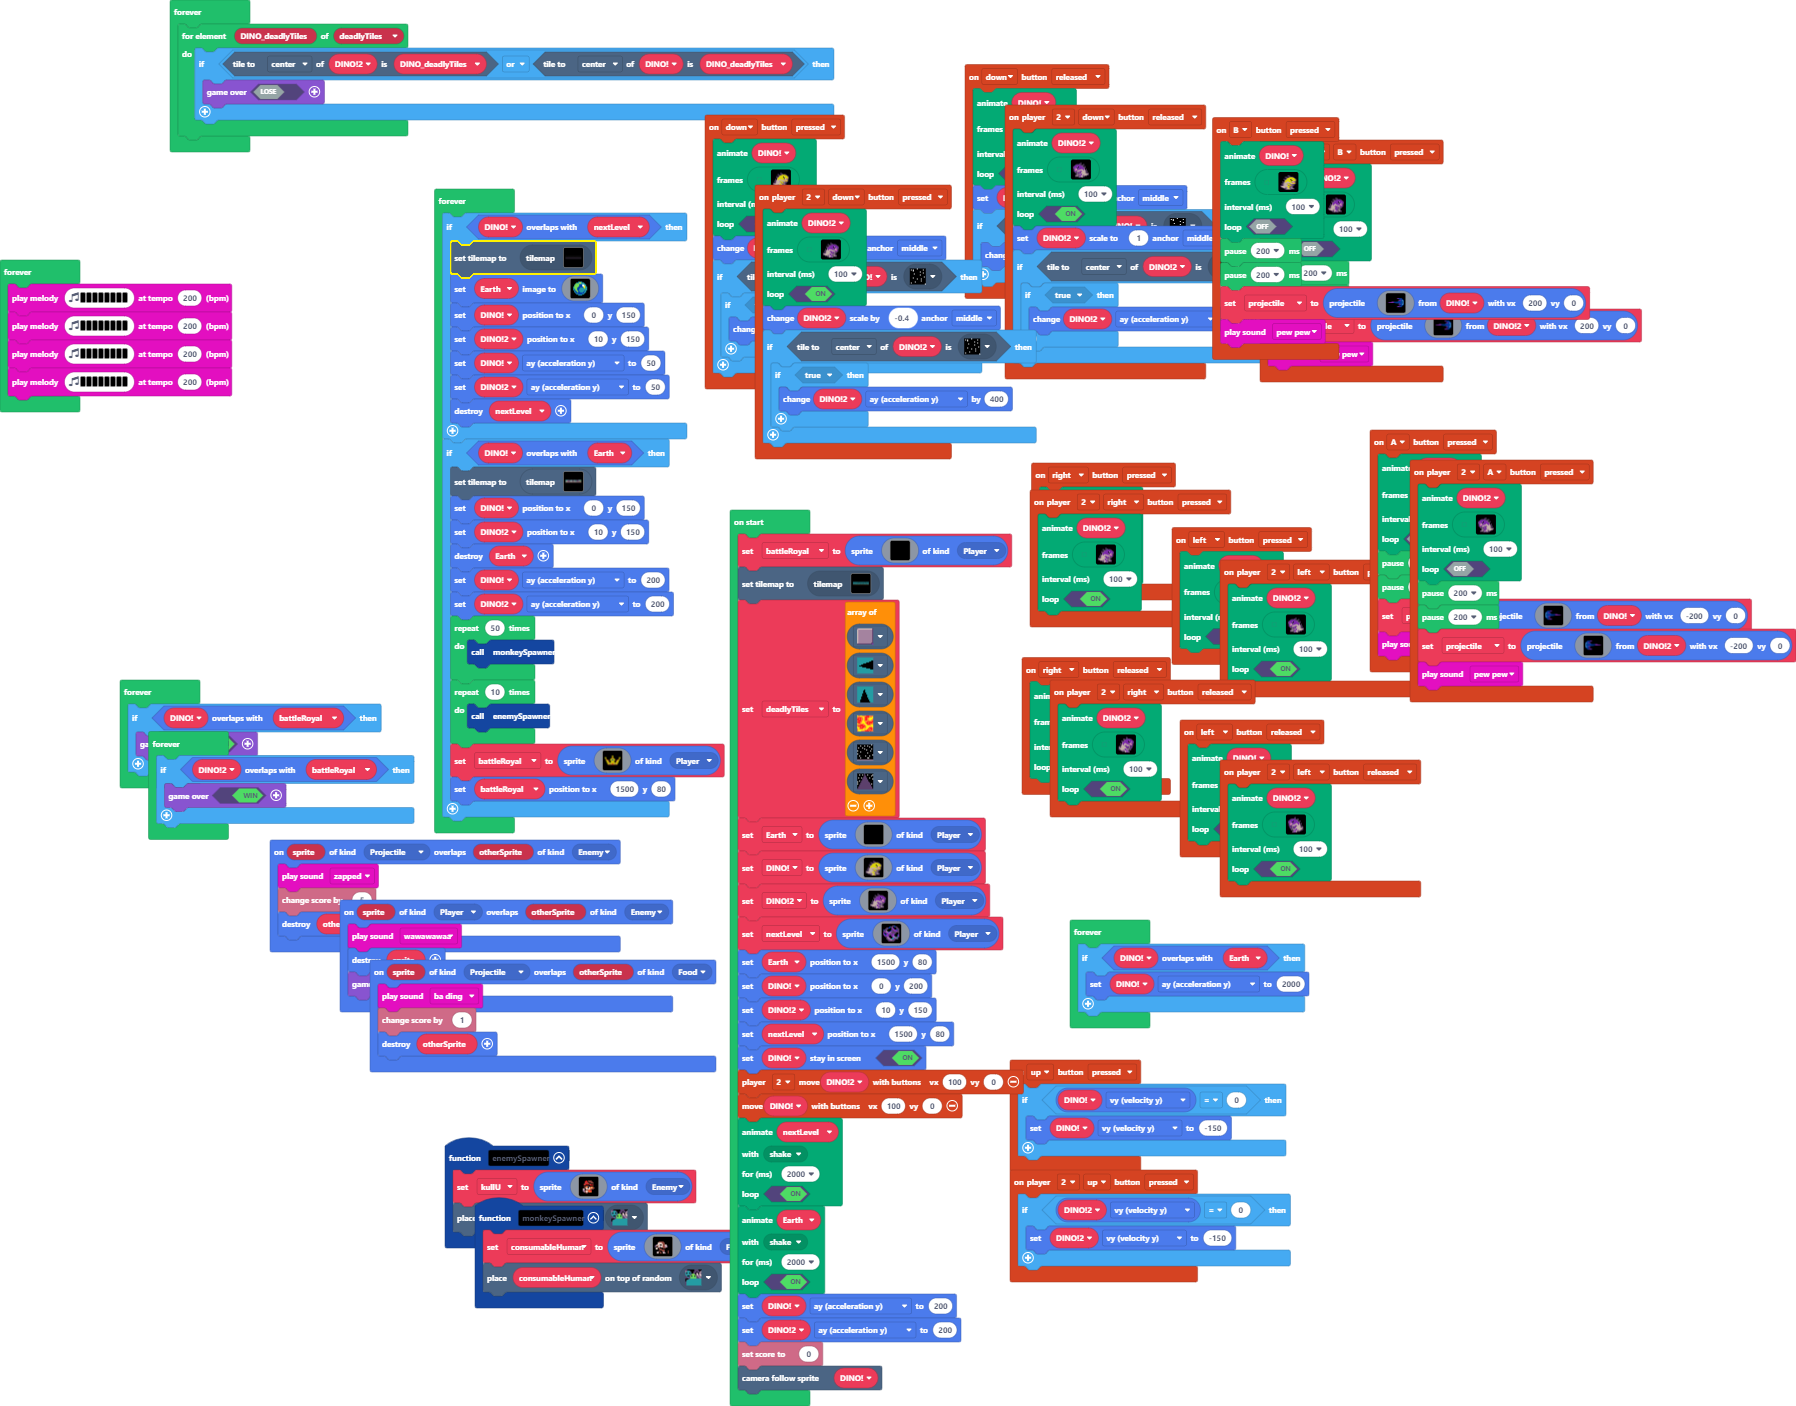 forever
for element DINO_deadlyTiles of deadlyTiles
do
if tile to center of DINO!2 is DINO_deadlyTiles or tile to center of DINO! is DINO_deadlyTiles then
game over LOSE
forever
play melody at tempo 200 (bpm)
play melody at tempo 200 (bpm)
play melody at tempo 200 (bpm)
play melody at tempo 200 (bpm)
forever
if DINO! overlaps with nextLevel then
set tilemap to tilemap
set Earth image to
set DINO! position to x 0 y 150
set DINO!2 position to x 10 y 150
set DINO! ay (acceleration y) to 50
set DINO!2 ay (acceleration y) to 50
destroy nextLevel
if DINO! overlaps with Earth then
set tilemap to tilemap
set DINO! position to x 0 y 150
set DINO!2 position to x 10 y 150
destroy Earth
set DINO! ay (acceleration y) to 200
set DINO!2 ay (acceleration y) to 200
repeat 50 times
do call monkeySpawner
repeat 10 times
do call enemySpawner
set battleRoyal to sprite of kind Player
set battleRoyal position to x 1500 y 80
on down button pressed
animate DINO!
frames
loop
change
anchor middle
is then
if
on player 2 down button pressed
animate DINO!2
frames
interval (ms) 100
loop ON
change DINO!2 scale by -0.4 anchor middle
if tile to center of DINO!2 is then
if true then
change DINO!2 ay (acceleration y) by 400
on down button released
animate DINO!
frames
interval
loop
set
anchor middle
if
on player 2 down button released
animate DINO!2
frames
interval (ms) 100
loop ON
set DINO!2 scale to 1 anchor middle
if tile to center of DINO!2 is
if true then
change DINO!2 ay (acceleration y)
on B button pressed
animate DINO!
frames
interval (ms) 100
loop OFF
pause 200 ms
pause 200 ms
set projectile to projectile from DINO! with vx 200 vy 0
play sound pew pew
B button pressed
100
OFF
200 ms
to projectile from DINO!2 with vx 200 vy 0
pew
on A button pressed
frames
loop
set
from DINO! with vx -200 vy 0
on player 2 A button pressed
animate DINO!2
frames
interval (ms) 100
loop OFF
pause 200 ms
pause 200 ms
set projectile to projectile from DINO!2 with vx -200 vy 0
play sound pew pew
on right button pressed
on player 2 right button pressed
animate DINO!2
frames
interval (ms) 100
loop ON
on left button pressed
animate
frames
loop
on player 2 left button
animate DINO!2
frames
interval (ms) 100
loop ON
on right button released
on player 2 right button released
animate DINO!2
frames
interval (ms) 100
loop ON
on left button released
animate DINO!
frames
loop
on player 2 left button released
animate DINO!2
frames
interval (ms) 100
loop ON
forever
if DINO! overlaps with battleRoyal then
forever
if DINO!2 overlaps with battleRoyal then
game over WIN
on sprite of kind Projectile overlaps otherSprite of kind Enemy
play sound zapped
change score by
destroy
on sprite of kind Player overlaps otherSprite of kind Enemy
play sound wawawawaa
on sprite of kind Projectile overlaps otherSprite of kind Food
play sound ba ding
change score by 1
destroy otherSprite
function enemySpawner
set kullU to sprite of kind Enemy
place
function monkeySpawner
set consumableHuman to sprite of kind
place consumableHuman on top of random
on start
set battleRoyal to sprite of kind Player
set tilemap to tilemap
set deadlyTiles to array of
set Earth to sprite of kind Player
set DINO! to sprite of kind Player
set DINO!2 to sprite of kind Player
set nextLevel to sprite of kind Player
set Earth position to x 1500 y 80
set DINO! position to x 0 y 200
set DINO!2 position to x 10 y 150
set nextLevel position to x 1500 y 80
set DINO! stay in screen ON
player 2 move DINO!2 with buttons vx 100 vy 0
move DINO! with buttons vx 100 vy 0
animate nextLevel
with shake
for (ms) 2000
loop ON
animate Earth
with shake
for (ms) 2000
loop ON
set DINO! ay (acceleration y) to 200
set DINO!2 ay (acceleration y) to 200
set score to 0
camera follow sprite DINO!
forever
if DINO! overlaps with Earth then
set DINO! ay (acceleration y) to 2000
up button pressed
if DINO! vy (velocity y) = 0 then
set DINO! vy (velocity y) to -150
on player 2 up button pressed
if DINO!2 vy (velocity y) = 0 then
set DINO!2 vy (velocity y) to -150